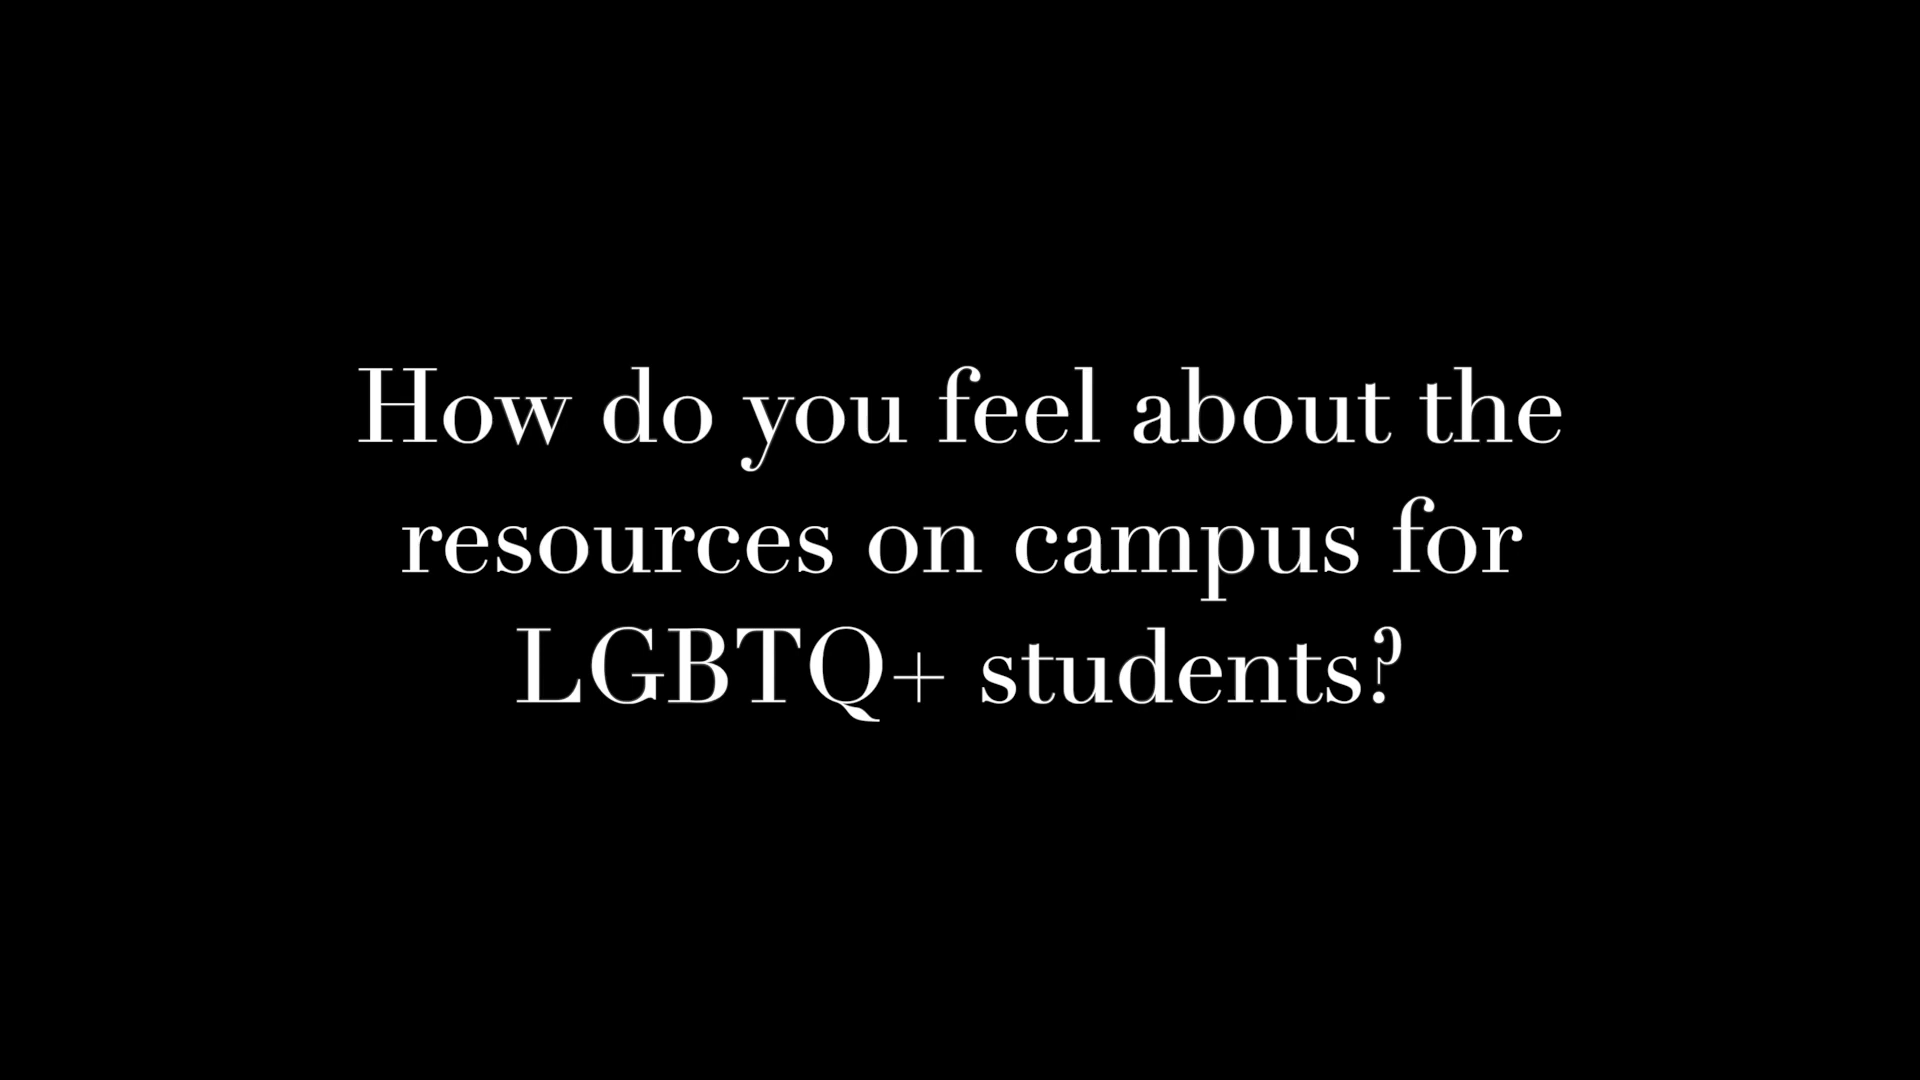 How do you feel about the
resources on campus for
LGBTQ+ students?